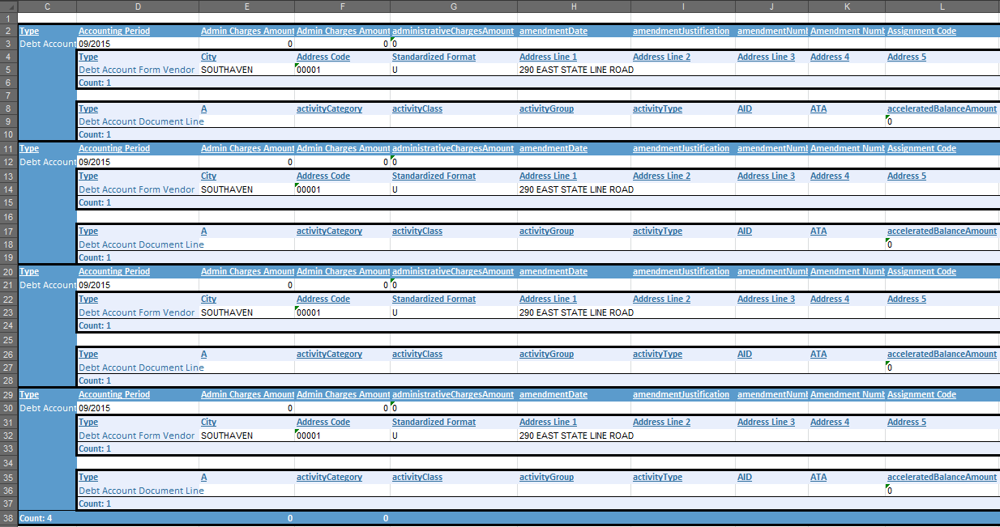 C D E F G H I J K L
1
2 Type Accounting Period Admin Charges Amount Admin Charges Amount administrativeChargesAmount amendmentDate amendmentJustification amendmentNumb Amendment Numb Assignment Code
3 Debt Account 09/2015 0 0 0
4 Type City Address Code Standardized Format Address Line 1 Address Line 2 Address Line 3 Address 4 Address 5
5 Debt Account Form Vendor SOUTHAVEN 00001 U 290 EAST STATE LINE ROAD
6 Count: 1
7
8 Type A activityCategory activityClass activityGroup activityType AID ATA acceleratedBalanceAmount
9 Debt Account Document Line 0
10 Count: 1
11 Type Accounting Period Admin Charges Amount Admin Charges Amount administrativeChargesAmount amendmentDate amendmentJustification amendmentNumb Amendment Numb Assignment Code
12 Debt Account 09/2015 0 0 0
13 Type City Address Code Standardized Format Address Line 1 Address Line 2 Address Line 3 Address 4 Address 5
14 Debt Account Form Vendor SOUTHAVEN 00001 U 290 EAST STATE LINE ROAD
15 Count: 1
16
17 Type A activityCategory activityClass activityGroup activityType AID ATA acceleratedBalanceAmount
18 Debt Account Document Line 0
19 Count: 1
20 Type Accounting Period Admin Charges Amount Admin Charges Amount administrativeChargesAmount amendmentDate amendmentJustification amendmentNumb Amendment Numb Assignment Code
21 Debt Account 09/2015 0 0 0
22 Type City Address Code Standardized Format Address Line 1 Address Line 2 Address Line 3 Address 4 Address 5
23 Debt Account Form Vendor SOUTHAVEN 00001 U 290 EAST STATE LINE ROAD
24 Count: 1
25
26 Type A activityCategory activityClass activityGroup activityType AID ATA acceleratedBalanceAmount
27 Debt Account Document Line 0
28 Count: 1
29 Type Accounting Period Admin Charges Amount Admin Charges Amount administrativeChargesAmount amendmentDate amendmentJustification amendmentNumb Amendment Numb Assignment Code
30 Debt Account 09/2015 0 0 0
31 Type City Address Code Standardized Format Address Line 1 Address Line 2 Address Line 3 Address 4 Address 5
32 Debt Account Form Vendor SOUTHAVEN 00001 U 290 EAST STATE LINE ROAD
33 Count: 1
34
35 Type A activityCategory activityClass activityGroup activityType AID ATA acceleratedBalanceAmount
36 Debt Account Document Line 0
37 Count: 1
38 Count: 4 0 0